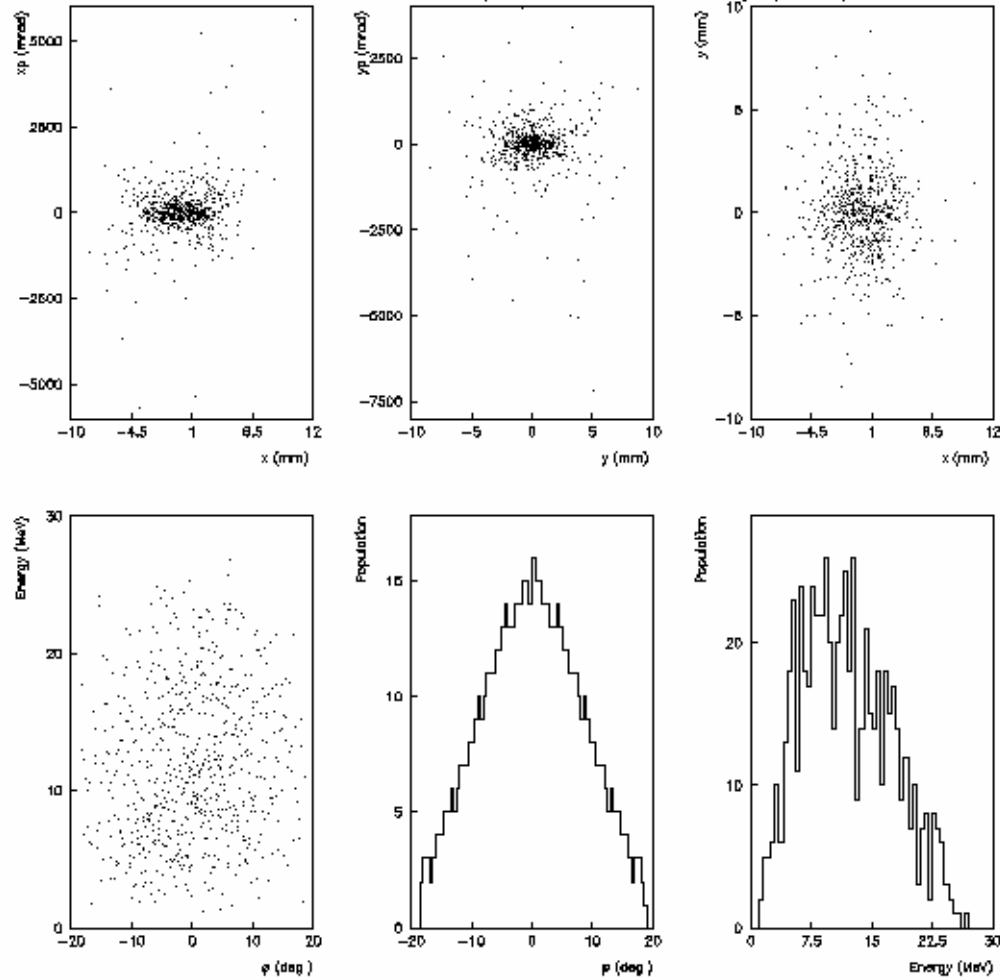 xp (mrad)
5000
2500
0
-2500
-5000
-10 -4.5 1 6.5 12
x (mm)
yp (mrad)
2500
0
-2500
-5000
-7500
-10 -5 0 5 10
y (mm)
y (mm)
10
5
0
-5
-10
-10 -4.5 1 6.5 12
x (mm)
Energy (MeV)
30
20
10
0
-20 -10 0 10 20
φ (deg )
Population
15
10
5
0
-20 -10 0 10 20
φ (deg )
Population
20
10
0
0 7.5 15 22.5 30
Energy (MeV)